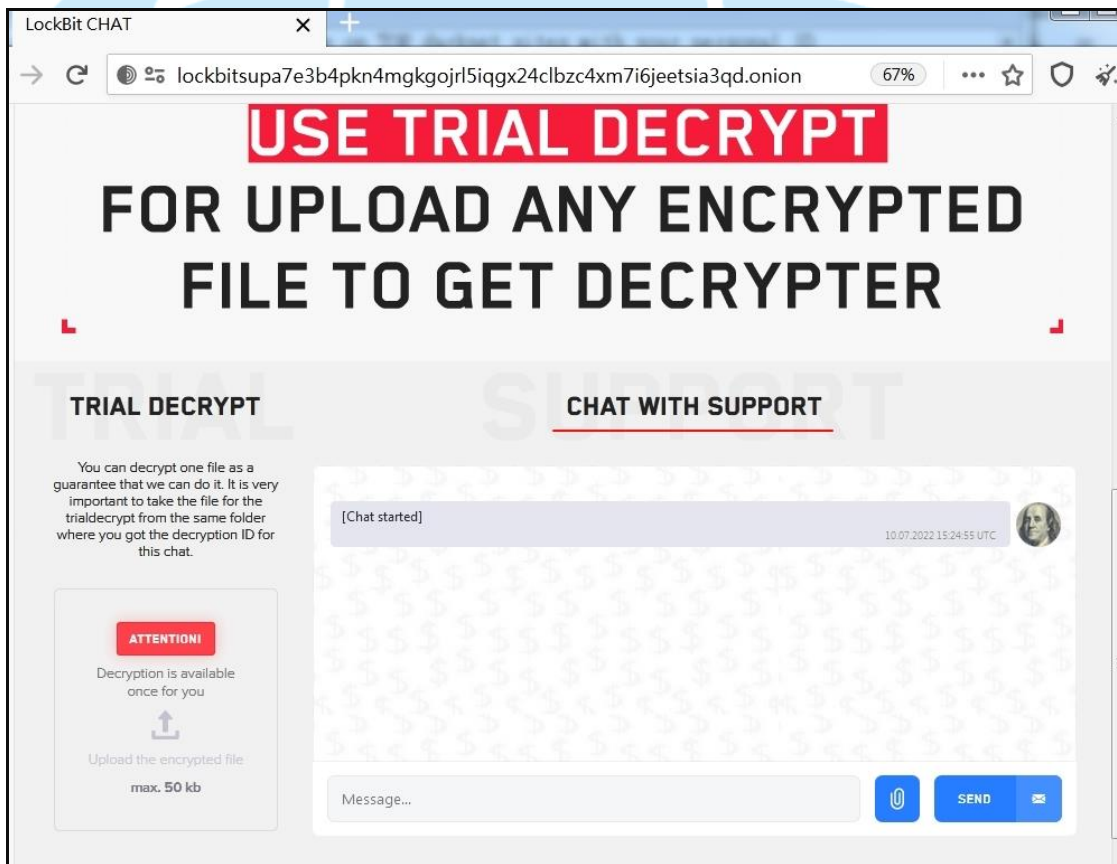 LockBit CHAT
lockbitsupa7e3b4pkn4mgkgojrl5iqgx24clbzc4xm7i6jeetsia3qd.onion
67%
USE TRIAL DECRYPT
FOR UPLOAD ANY ENCRYPTED
FILE TO GET DECRYPTER
TRIAL
TRIAL DECRYPT
You can decrypt one file as a
guarantee that we can do it. It is very
important to take the file for the
trialdecrypt from the same folder
where you got the decryption ID for
this chat.
ATTENTION!
Decryption is available
once for you
Upload the encrypted file
max. 50 kb
SUPPORT
CHAT WITH SUPPORT
[Chat started]
10.07.2022 15:24:55 UTC
Message...
SEND